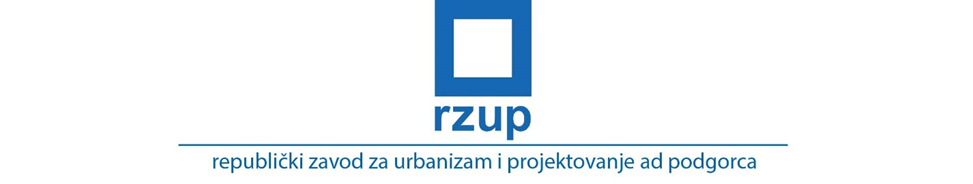 rzup
republički zavod za urbanizam i projektovanje ad podgorca